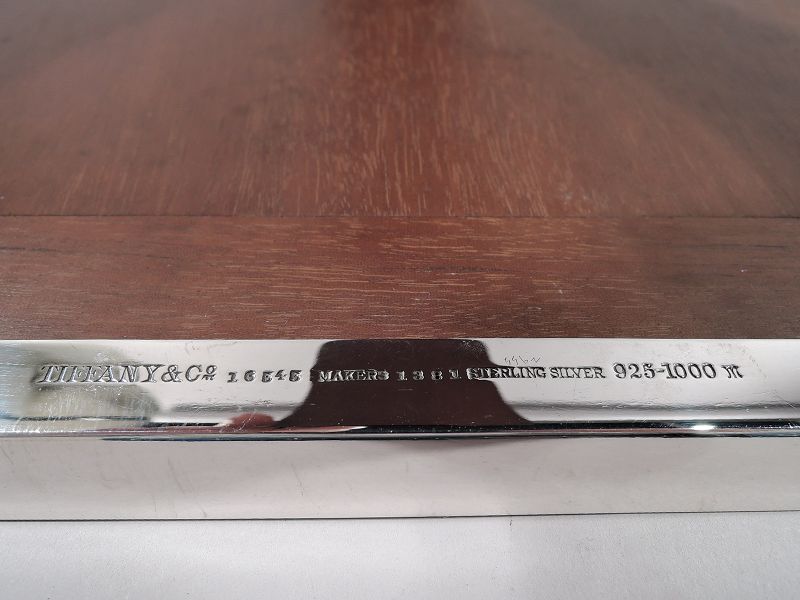 TIFFANY & Co 16545 MAKERS 1381 STERLING SILVER 925-1000 M